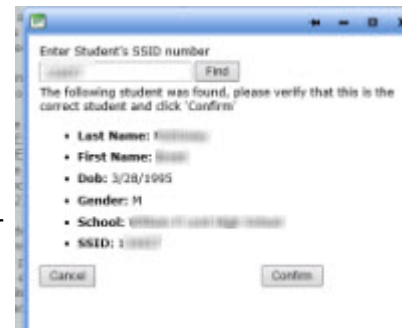 Enter Student's SSID number
Find
The following student was found, please verify that this is the
correct student and click 'Confirm'
• Last Name:
• First Name:
• Dob: 3/28/1995
• Gender: M
• School:
• SSID: 1
Cancel Confirm